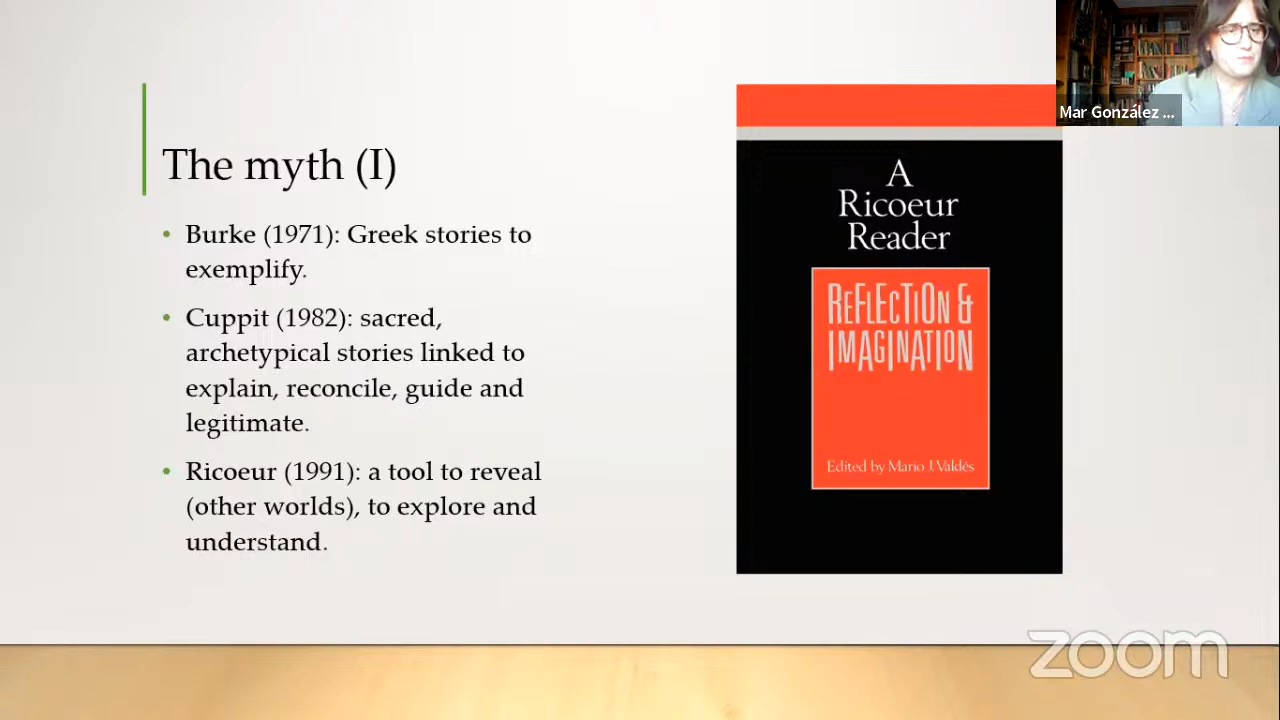 The myth (I)
• Burke (1971): Greek stories to
exemplify.
• Cuppit (1982): sacred,
archetypical stories linked to
explain, reconcile, guide and
legitimate.
• Ricoeur (1991): a tool to reveal
(other worlds), to explore and
understand.
A
Ricoeur
Reader
REFLECTION &
IMAGINATION
Edited by Mario J. Valdés
Mar González ...
zoom